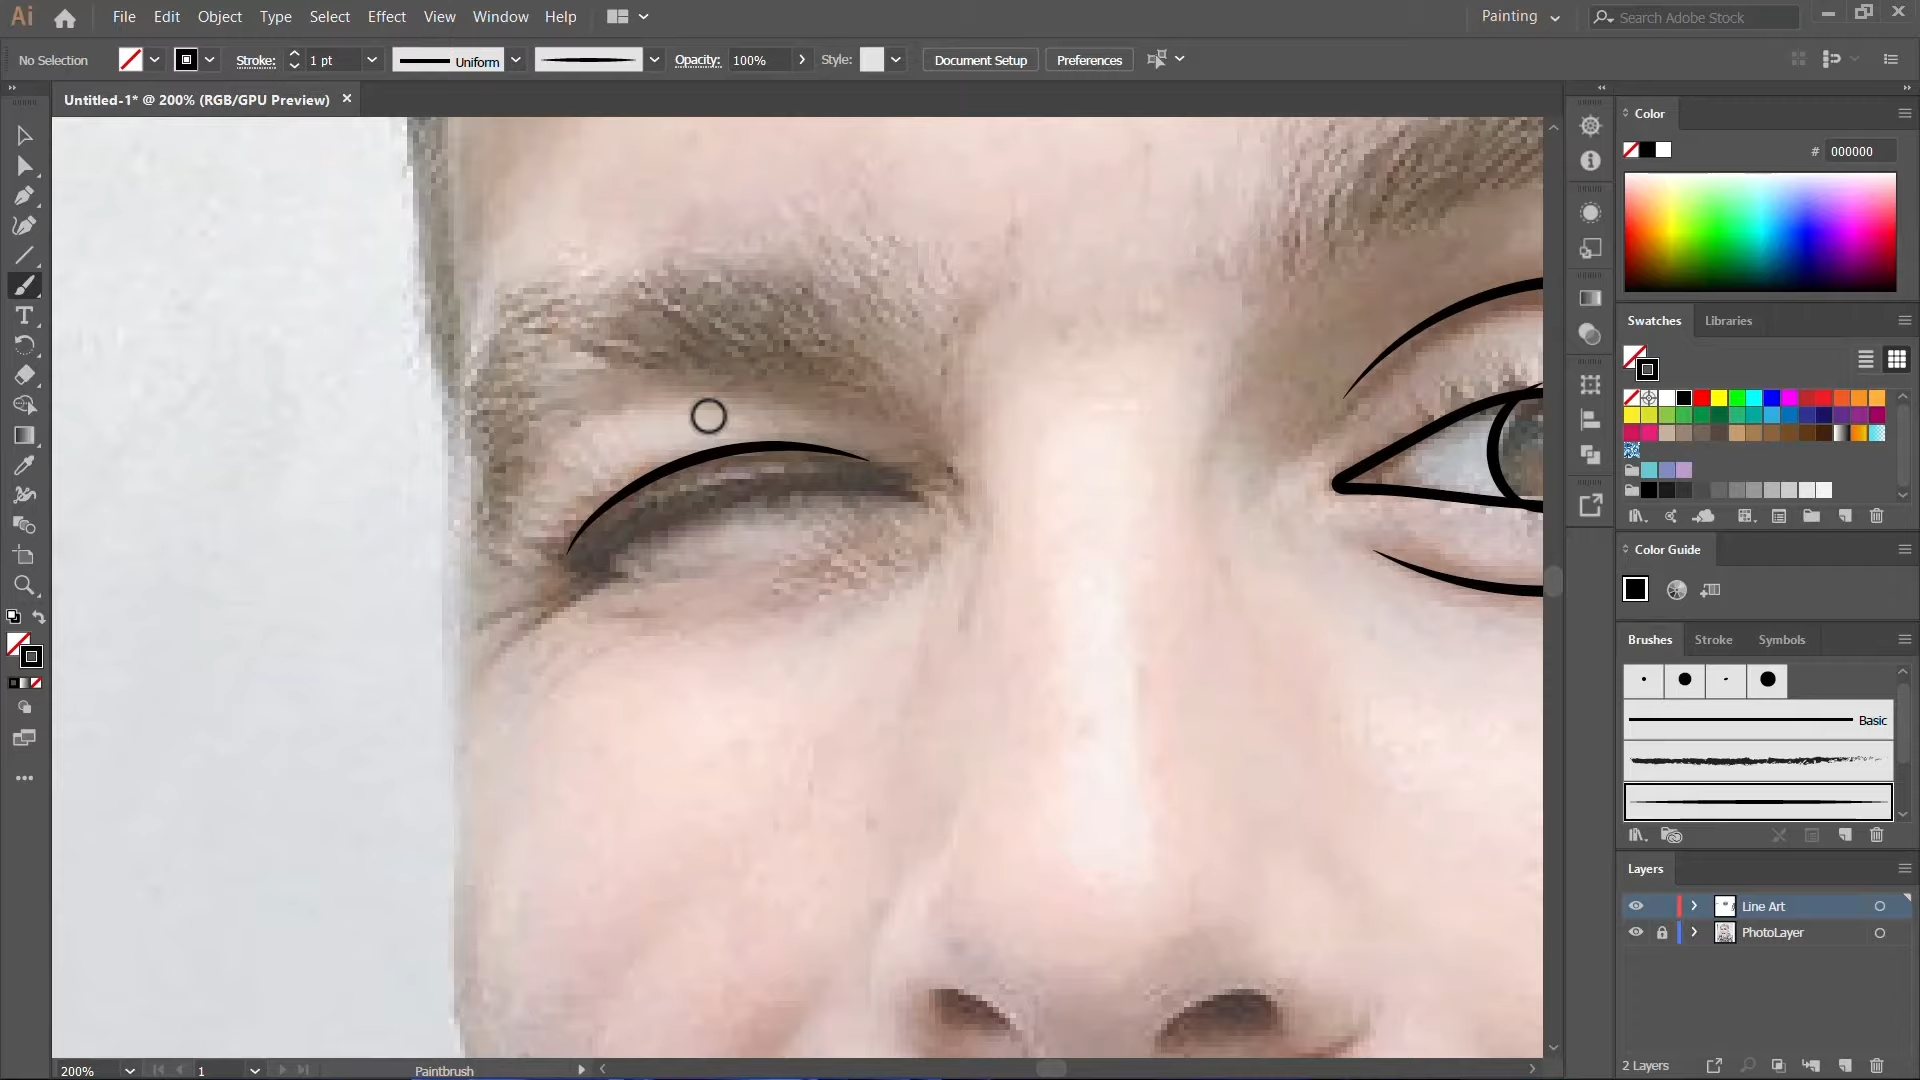 Ai File Edit Object Type Select Effect View Window Help Painting Search Adobe Stock
No Selection Stroke: 1 pt Uniform Opacity: 100% Style: Document Setup Preferences
Untitled-1* @ 200% (RGB/GPU Preview)
Color
# 000000
Swatches Libraries
Color Guide
Brushes Stroke Symbols
Basic
Layers
Line Art
PhotoLayer
2 Layers
200% 1 Paintbrush